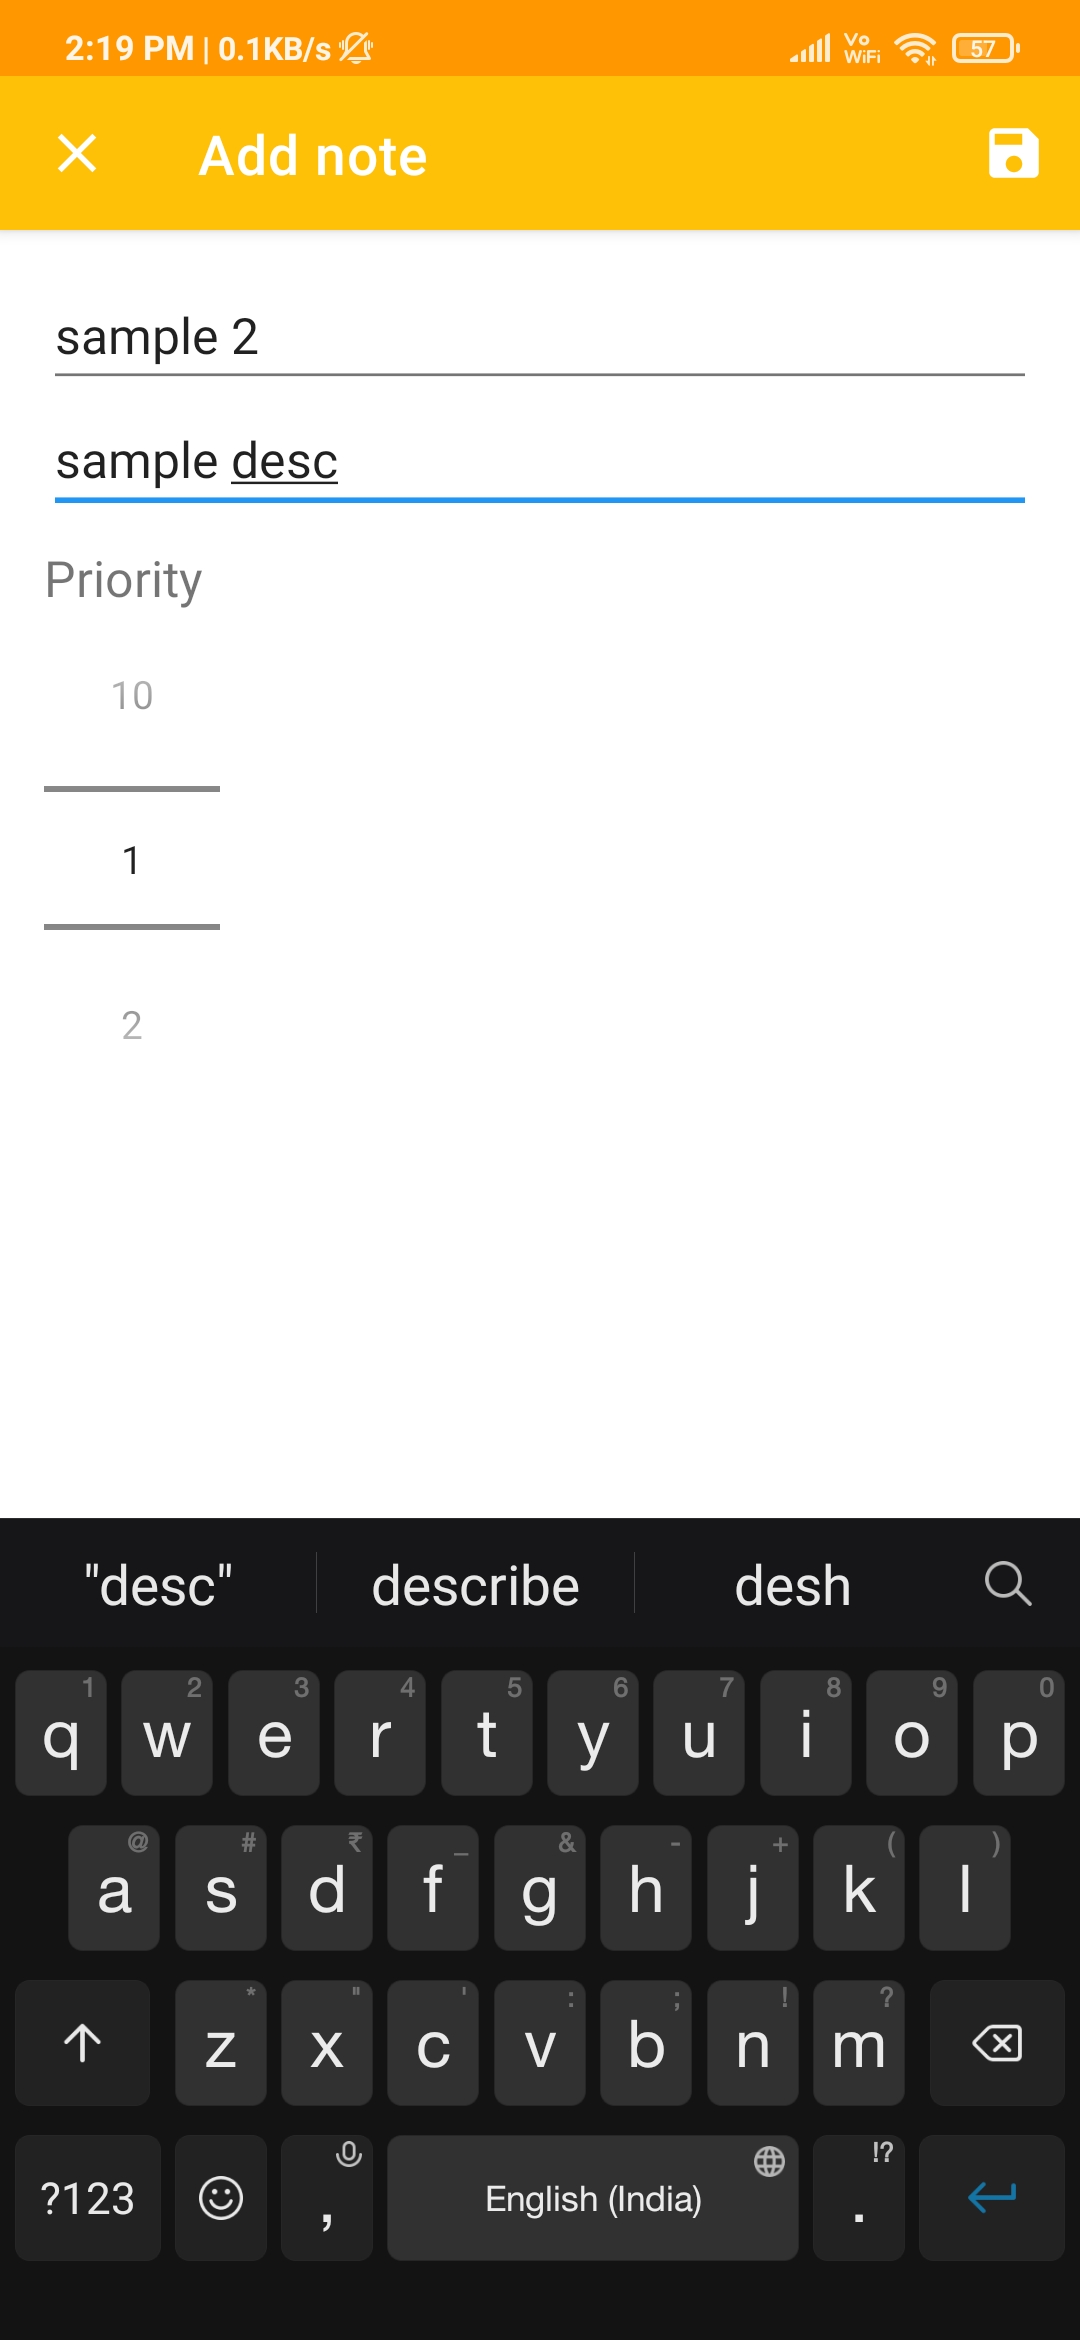 2:19 PM | 0.1KB/s Vo WiFi 57
Add note
sample 2
sample desc
Priority
10
1
2
"desc" describe desh
1 2 3 4 5 6 7 8 9 0
q w e r t y u i o p
@ # ₹ _ & - + ( )
a s d f g h j k l
* " ' : ; ! ?
z x c v b n m
!?
?123 , English (India) .